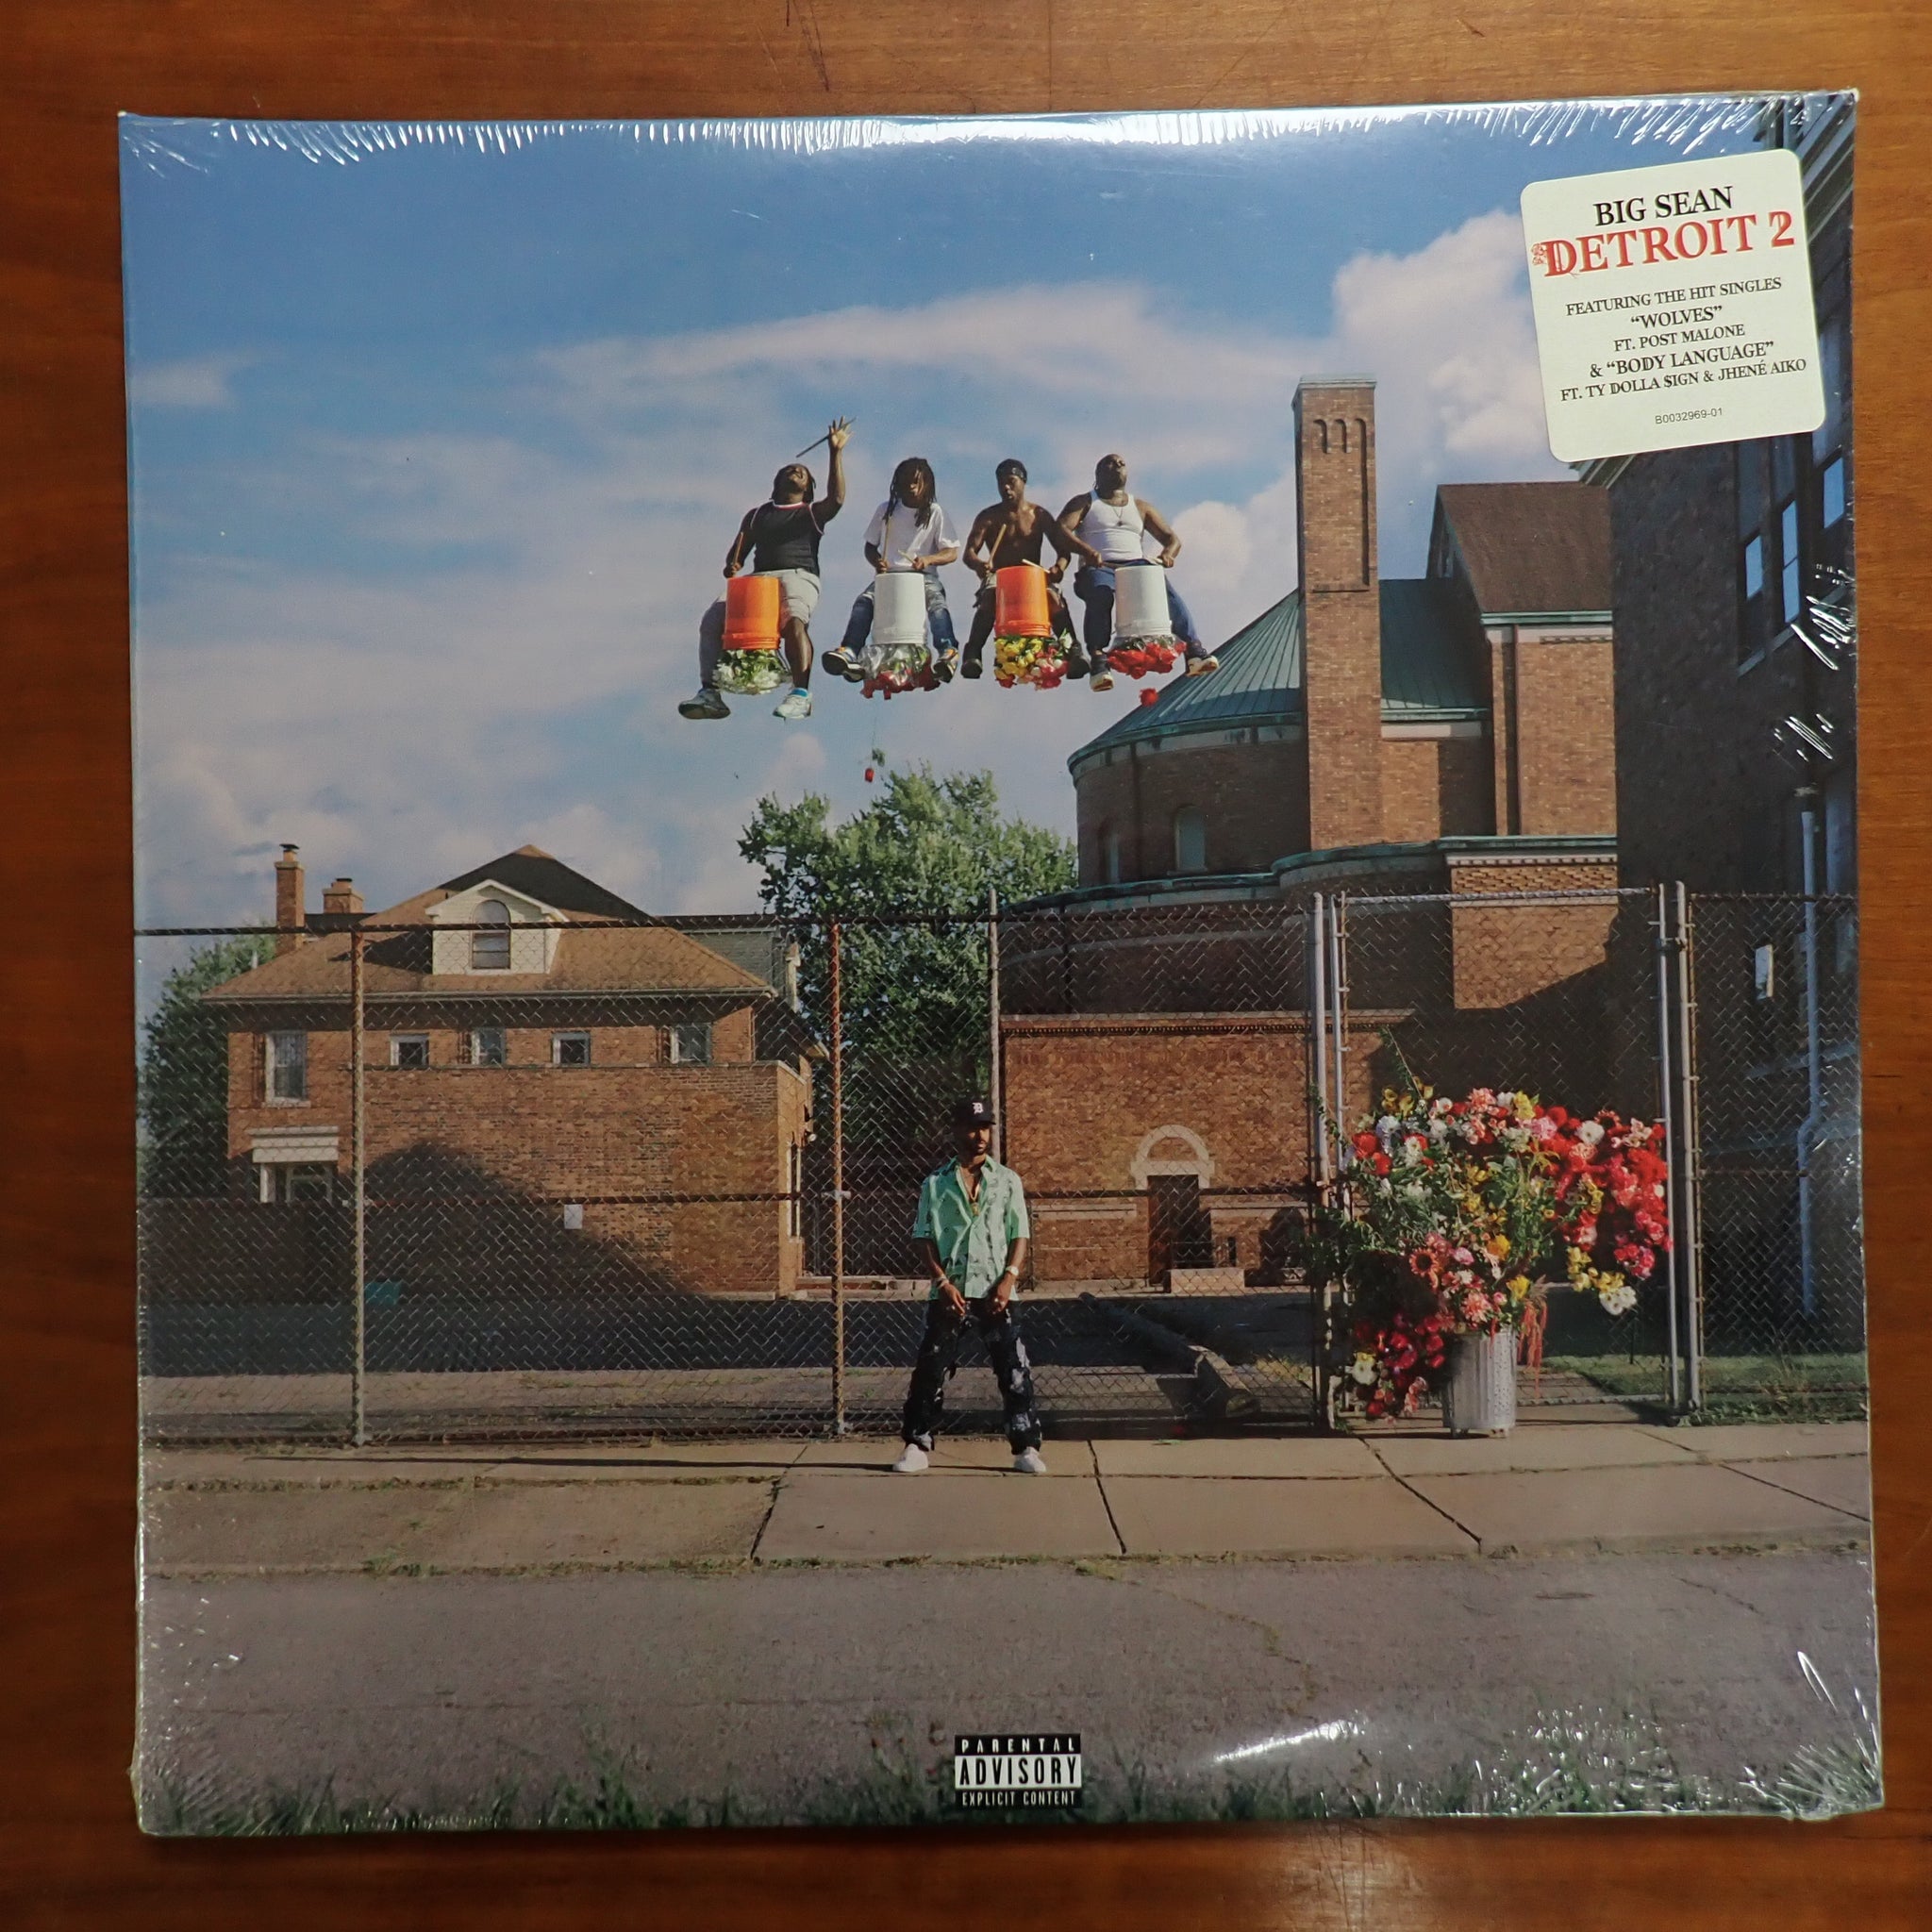 BIG SEAN
DETROIT 2
FEATURING THE HIT SINGLES
“WOLVES”
FT. POST MALONE
& “BODY LANGUAGE”
FT. TY DOLLA $IGN & JHENÉ AIKO
B0032969-01
D
PARENTAL
ADVISORY
EXPLICIT CONTENT